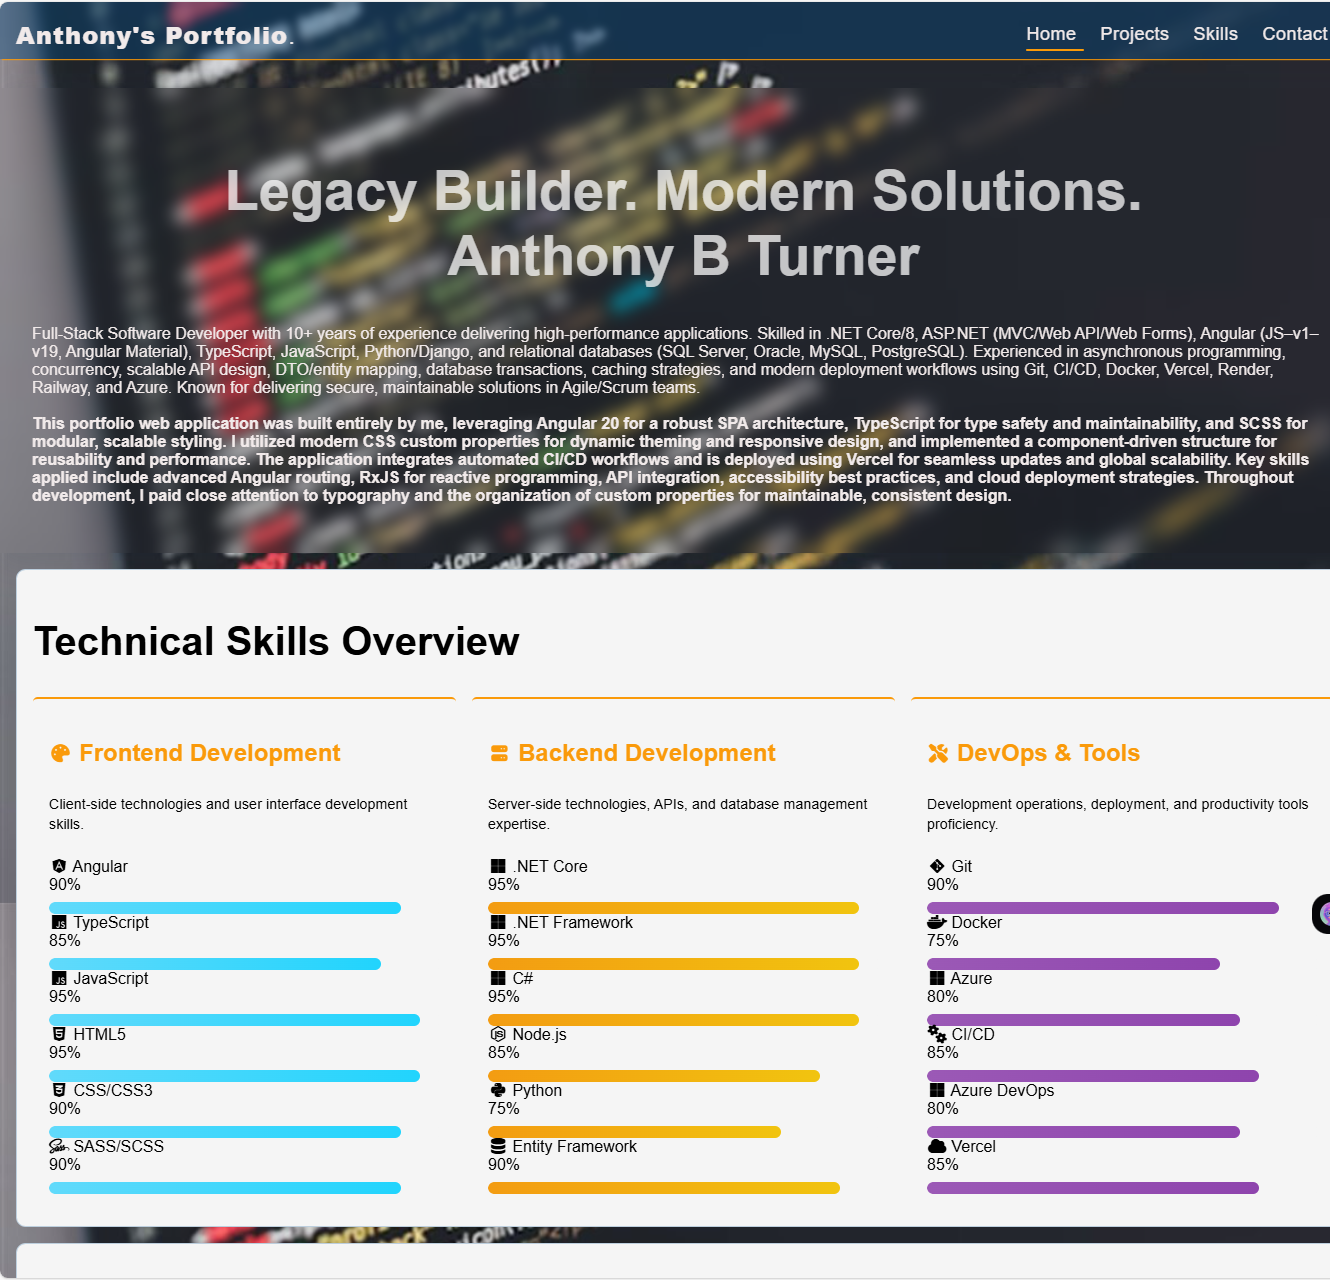 Anthony's Portfolio.
Home Projects Skills Contact
Legacy Builder. Modern Solutions.
Anthony B Turner
Full-Stack Software Developer with 10+ years of experience delivering high-performance applications. Skilled in .NET Core/8, ASP.NET (MVC/Web API/Web Forms), Angular (JS–v1–
v19, Angular Material), TypeScript, JavaScript, Python/Django, and relational databases (SQL Server, Oracle, MySQL, PostgreSQL). Experienced in asynchronous programming,
concurrency, scalable API design, DTO/entity mapping, database transactions, caching strategies, and modern deployment workflows using Git, CI/CD, Docker, Vercel, Render,
Railway, and Azure. Known for delivering secure, maintainable solutions in Agile/Scrum teams.
This portfolio web application was built entirely by me, leveraging Angular 20 for a robust SPA architecture, TypeScript for type safety and maintainability, and SCSS for
modular, scalable styling. I utilized modern CSS custom properties for dynamic theming and responsive design, and implemented a component-driven structure for
reusability and performance. The application integrates automated CI/CD workflows and is deployed using Vercel for seamless updates and global scalability. Key skills
applied include advanced Angular routing, RxJS for reactive programming, API integration, accessibility best practices, and cloud deployment strategies. Throughout
development, I paid close attention to typography and the organization of custom properties for maintainable, consistent design.
Technical Skills Overview
Frontend Development
Client-side technologies and user interface development
skills.
Angular
90%
TypeScript
85%
JavaScript
95%
HTML5
95%
CSS/CSS3
90%
SASS/SCSS
90%
Backend Development
Server-side technologies, APIs, and database management
expertise.
.NET Core
95%
.NET Framework
95%
C#
95%
Node.js
85%
Python
75%
Entity Framework
90%
DevOps & Tools
Development operations, deployment, and productivity tools
proficiency.
Git
90%
Docker
75%
Azure
80%
CI/CD
85%
Azure DevOps
80%
Vercel
85%